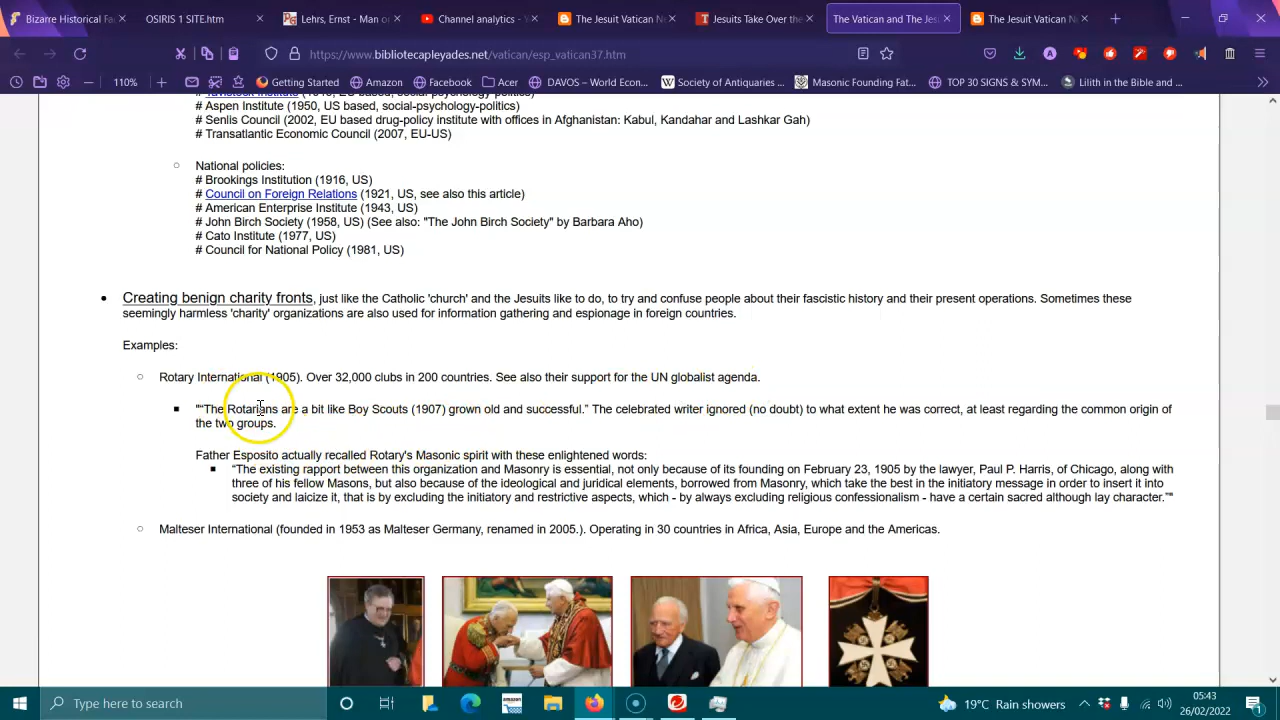 Bizarre Historical Fa
OSIRIS 1 SITE.htm
Lehrs, Ernst - Man o
Channel analytics - Y
The Jesuit Vatican Ne
Jesuits Take Over the
The Vatican and The Jes
The Jesuit Vatican Ne
https://www.bibliotecapleyades.net/vatican/esp_vatican37.htm
110%
Getting Started
Amazon
Facebook
Acer
DAVOS – World Econ...
Society of Antiquaries ...
Masonic Founding Fat...
TOP 30 SIGNS & SYM...
Lilith in the Bible and ...
# Aspen Institute (1950, US based, social-psychology-politics)
# Senlis Council (2002, EU based drug-policy institute with offices in Afghanistan: Kabul, Kandahar and Lashkar Gah)
# Transatlantic Economic Council (2007, EU-US)
National policies:
# Brookings Institution (1916, US)
# Council on Foreign Relations (1921, US, see also this article)
# American Enterprise Institute (1943, US)
# John Birch Society (1958, US) (See also: "The John Birch Society" by Barbara Aho)
# Cato Institute (1977, US)
# Council for National Policy (1981, US)
Creating benign charity fronts, just like the Catholic 'church' and the Jesuits like to do, to try and confuse people about their fascistic history and their present operations. Sometimes these
seemingly harmless 'charity' organizations are also used for information gathering and espionage in foreign countries.
Examples:
Rotary International (1905). Over 32,000 clubs in 200 countries. See also their support for the UN globalist agenda.
"“The Rotarians are a bit like Boy Scouts (1907) grown old and successful.” The celebrated writer ignored (no doubt) to what extent he was correct, at least regarding the common origin of
the two groups.
Father Esposito actually recalled Rotary's Masonic spirit with these enlightened words:
“The existing rapport between this organization and Masonry is essential, not only because of its founding on February 23, 1905 by the lawyer, Paul P. Harris, of Chicago, along with
three of his fellow Masons, but also because of the ideological and juridical elements, borrowed from Masonry, which take the best in the initiatory message in order to insert it into
society and laicize it, that is by excluding the initiatory and restrictive aspects, which - by always excluding religious confessionalism - have a certain sacred although lay character.”"
Malteser International (founded in 1953 as Malteser Germany, renamed in 2005.). Operating in 30 countries in Africa, Asia, Europe and the Americas.
Type here to search
amazon
19°C Rain showers
05:43
26/02/2022